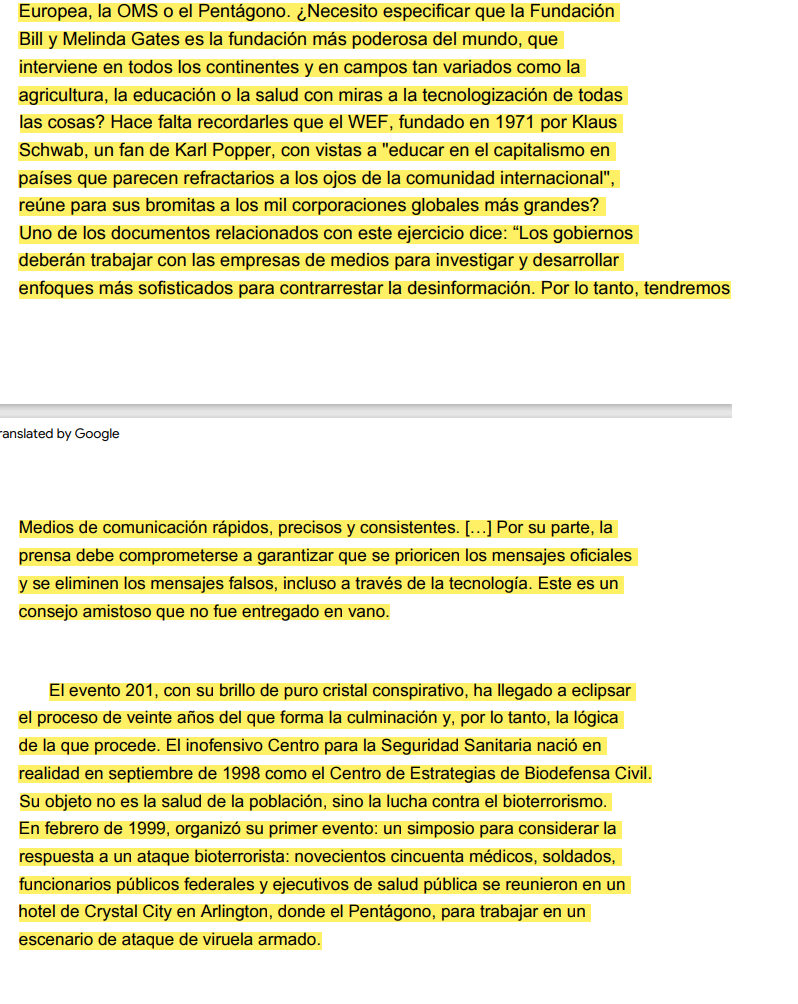 Europea, la OMS o el Pentágono. ¿Necesito especificar que la Fundación
Bill y Melinda Gates es la fundación más poderosa del mundo, que
interviene en todos los continentes y en campos tan variados como la
agricultura, la educación o la salud con miras a la tecnologización de todas
las cosas? Hace falta recordarles que el WEF, fundado en 1971 por Klaus
Schwab, un fan de Karl Popper, con vistas a "educar en el capitalismo en
países que parecen refractarios a los ojos de la comunidad internacional",
reúne para sus bromitas a los mil corporaciones globales más grandes?
Uno de los documentos relacionados con este ejercicio dice: “Los gobiernos
deberán trabajar con las empresas de medios para investigar y desarrollar
enfoques más sofisticados para contrarrestar la desinformación. Por lo tanto, tendremos
ranslated by Google
Medios de comunicación rápidos, precisos y consistentes. […] Por su parte, la
prensa debe comprometerse a garantizar que se prioricen los mensajes oficiales
y se eliminen los mensajes falsos, incluso a través de la tecnología. Este es un
consejo amistoso que no fue entregado en vano.
El evento 201, con su brillo de puro cristal conspirativo, ha llegado a eclipsar
el proceso de veinte años del que forma la culminación y, por lo tanto, la lógica
de la que procede. El inofensivo Centro para la Seguridad Sanitaria nació en
realidad en septiembre de 1998 como el Centro de Estrategias de Biodefensa Civil.
Su objeto no es la salud de la población, sino la lucha contra el bioterrorismo.
En febrero de 1999, organizó su primer evento: un simposio para considerar la
respuesta a un ataque bioterrorista: novecientos cincuenta médicos, soldados,
funcionarios públicos federales y ejecutivos de salud pública se reunieron en un
hotel de Crystal City en Arlington, donde el Pentágono, para trabajar en un
escenario de ataque de viruela armado.